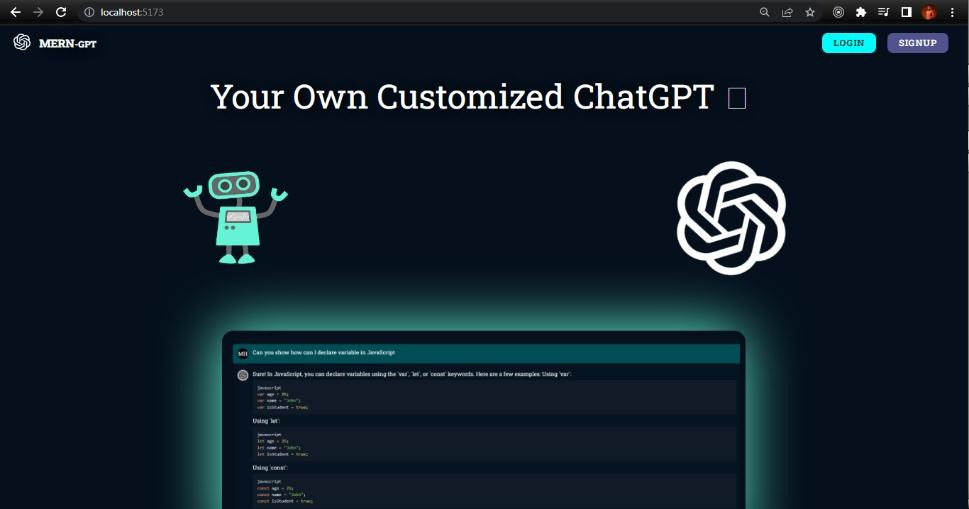 localhost:5173
MERN-GPT
LOGIN
SIGNUP
Your Own Customized ChatGPT
MH
Can you show how can I declare variable in JavaScript
Sure! In JavaScript, you can declare variables using the `var`, `let`, or `const` keywords. Here are a few examples: Using `var`:
javascript
var age = 25;
var name = "John";
var isStudent = true;
Using `let`:
javascript
let age = 25;
let name = "John";
let isStudent = true;
Using `const`:
javascript
const age = 25;
const name = "John";
const isStudent = true;